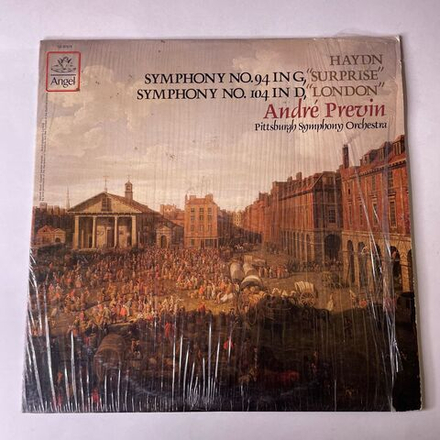 HAYDN
SYMPHONY NO. 94 IN G, "SURPRISE"
SYMPHONY NO. 104 IN D, "LONDON"
André Previn
Pittsburgh Symphony Orchestra
Angel